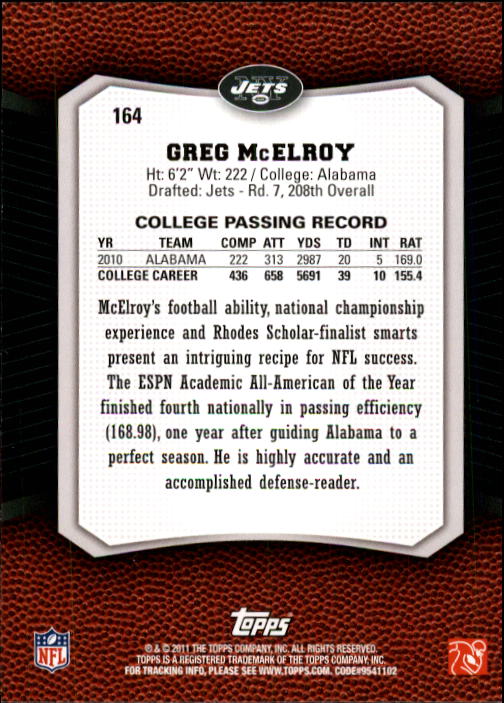 NY
JETS
164
GREG McELROY
Ht: 6'2" Wt: 222 / College: Alabama
Drafted: Jets - Rd. 7, 208th Overall
COLLEGE PASSING RECORD
YR TEAM COMP ATT YDS TD INT RAT
2010 ALABAMA 222 313 2987 20 5 169.0
COLLEGE CAREER 436 658 5691 39 10 155.4
McElroy's football ability, national championship
experience and Rhodes Scholar-finalist smarts
present an intriguing recipe for NFL success.
The ESPN Academic All-American of the Year
finished fourth nationally in passing efficiency
(168.98), one year after guiding Alabama to a
perfect season. He is highly accurate and an
accomplished defense-reader.
NFL
TOPPS
® & © 2011 THE TOPPS COMPANY, INC. ALL RIGHTS RESERVED.
TOPPS IS A REGISTERED TRADEMARK OF THE TOPPS COMPANY, INC.
FOR TRACKING INFO, PLEASE SEE WWW.TOPPS.COM. CODE#9541102